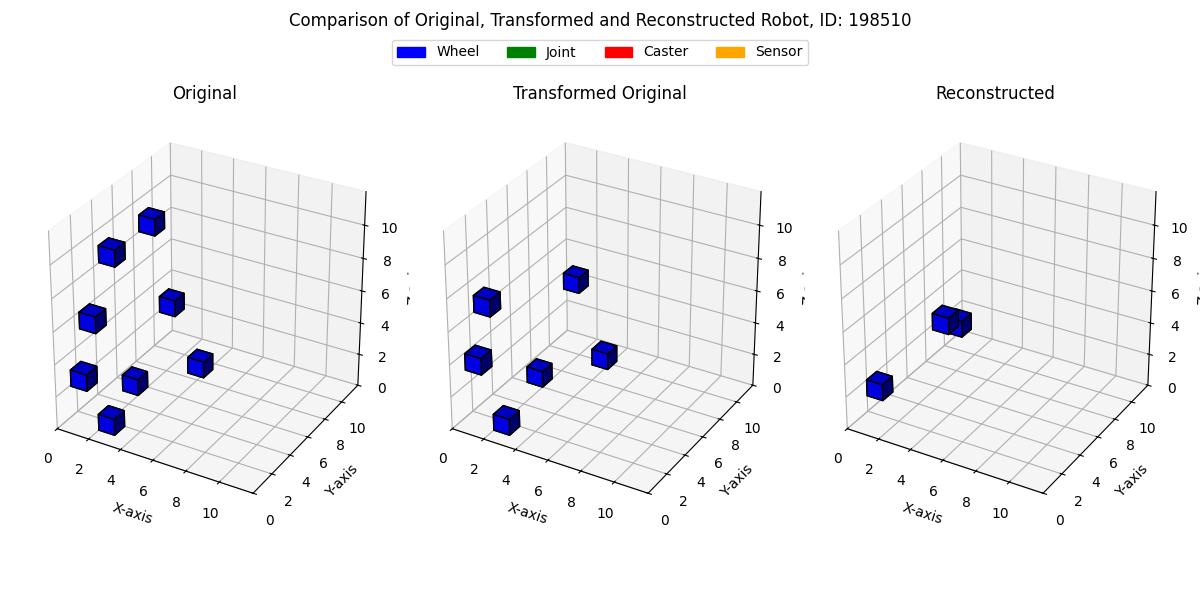 Comparison of Original, Transformed and Reconstructed Robot, ID: 198510
Wheel Joint Caster Sensor
Original Transformed Original Reconstructed
10 10 10
8 8 8
6 6 6
4 4 4
2 2 2
0 0 0
0 2 4 6 8 10 0 2 4 6 8 10 0 2 4 6 8 10
0 2 4 6 8 10 0 2 4 6 8 10 0 2 4 6 8 10
X-axis Y-axis X-axis Y-axis X-axis Y-axis